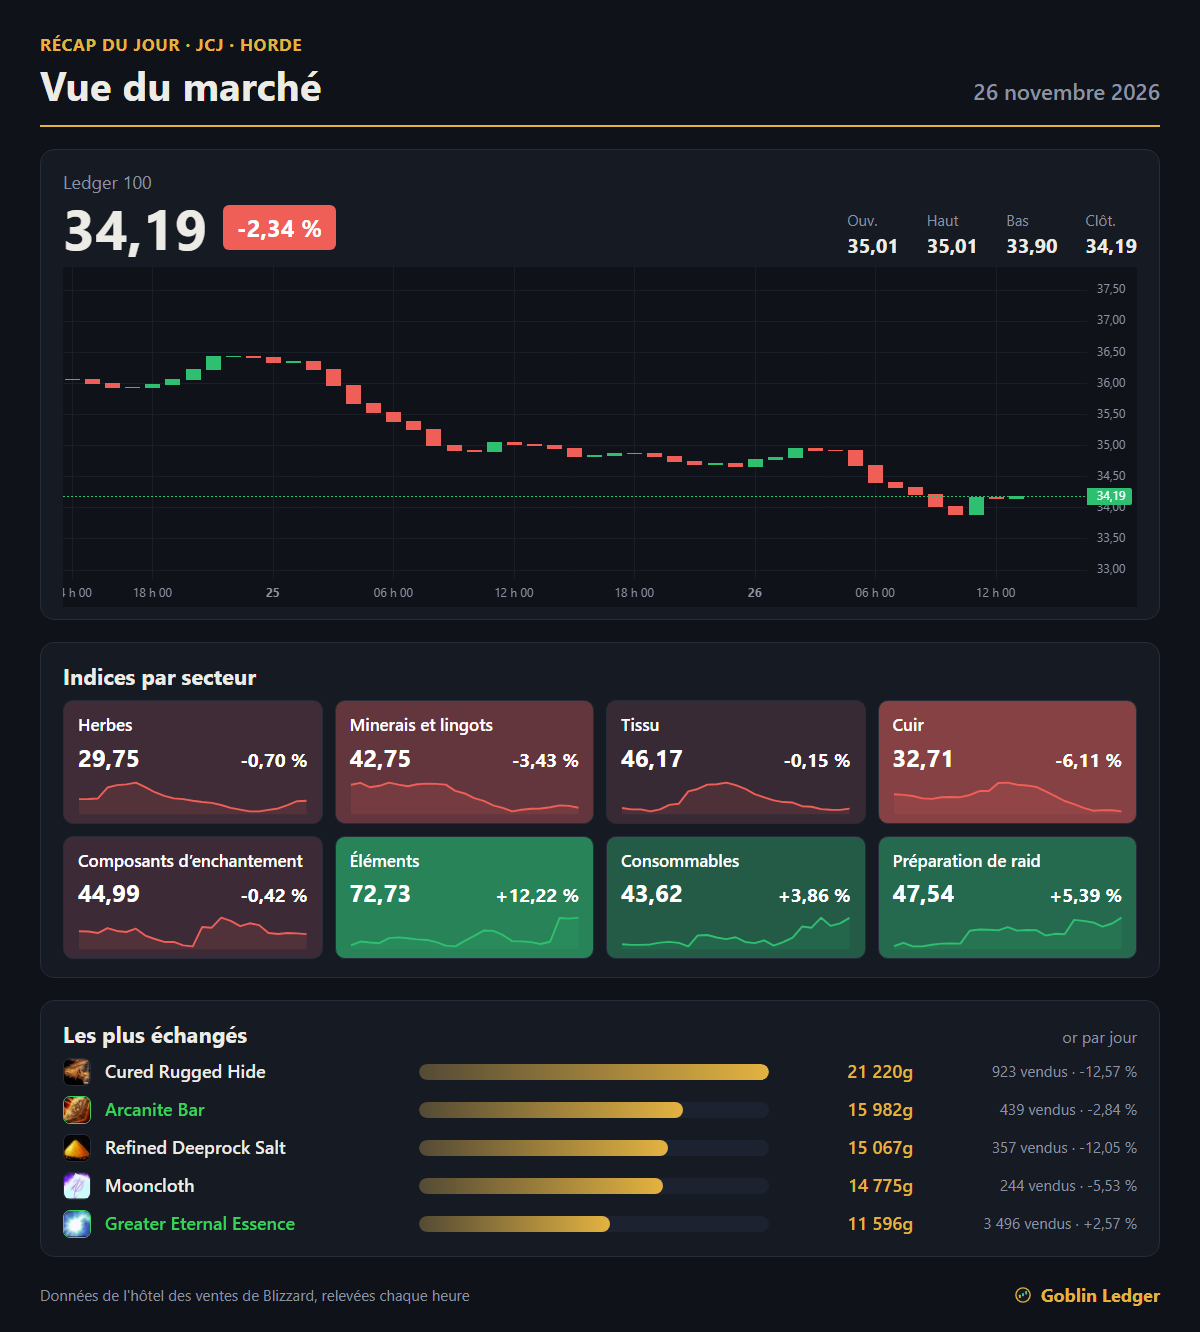 RÉCAP DU JOUR · JCJ · HORDE
Vue du marché
26 novembre 2026
Ledger 100
34,19 -2,34 %
Ouv. Haut Bas Clôt.
35,01 35,01 33,90 34,19
37,50
37,00
36,50
36,00
35,50
35,00
34,50
34,19
34,00
33,50
33,00
h 00 18 h 00 25 06 h 00 12 h 00 18 h 00 26 06 h 00 12 h 00
Indices par secteur
Herbes
29,75 -0,70 %
Minerais et lingots
42,75 -3,43 %
Tissu
46,17 -0,15 %
Cuir
32,71 -6,11 %
Composants d’enchantement
44,99 -0,42 %
Éléments
72,73 +12,22 %
Consommables
43,62 +3,86 %
Préparation de raid
47,54 +5,39 %
Les plus échangés
or par jour
Cured Rugged Hide 21 220g 923 vendus · -12,57 %
Arcanite Bar 15 982g 439 vendus · -2,84 %
Refined Deeprock Salt 15 067g 357 vendus · -12,05 %
Mooncloth 14 775g 244 vendus · -5,53 %
Greater Eternal Essence 11 596g 3 496 vendus · +2,57 %
Données de l'hôtel des ventes de Blizzard, relevées chaque heure
Goblin Ledger